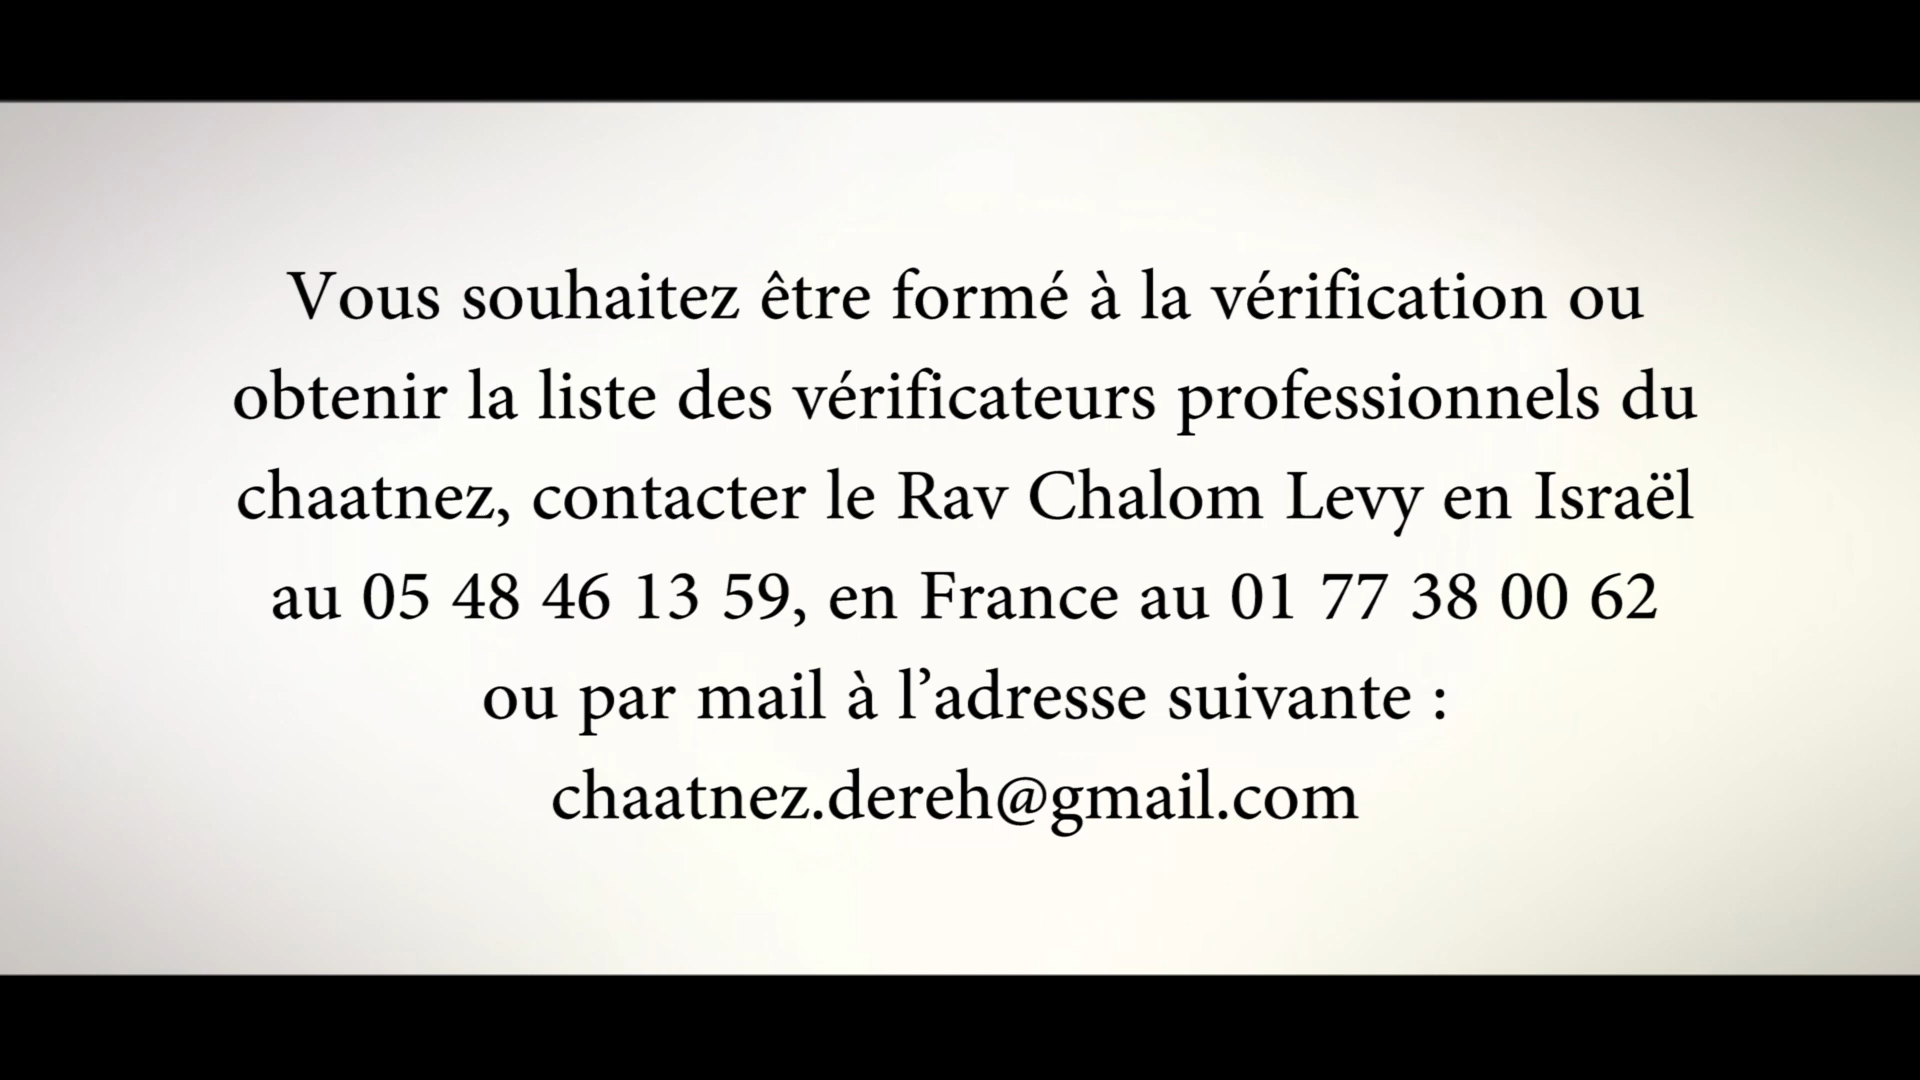 Vous souhaitez être formé à la vérification ou
obtenir la liste des vérificateurs professionnels du
chaatnez, contacter le Rav Chalom Levy en Israël
au 05 48 46 13 59, en France au 01 77 38 00 62
ou par mail à l’adresse suivante :
chaatnez.dereh@gmail.com